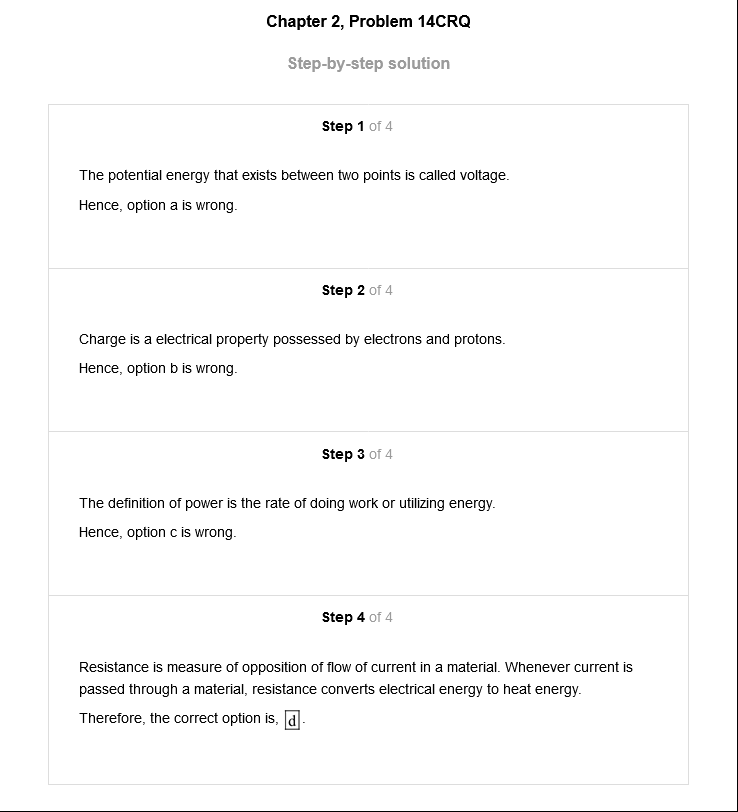 Chapter 2, Problem 14CRQ
Step-by-step solution
Step 1 of 4
The potential energy that exists between two points is called voltage.
Hence, option a is wrong.
Step 2 of 4
Charge is a electrical property possessed by electrons and protons.
Hence, option b is wrong.
Step 3 of 4
The definition of power is the rate of doing work or utilizing energy.
Hence, option c is wrong.
Step 4 of 4
Resistance is measure of opposition of flow of current in a material. Whenever current is
passed through a material, resistance converts electrical energy to heat energy.
Therefore, the correct option is, d.